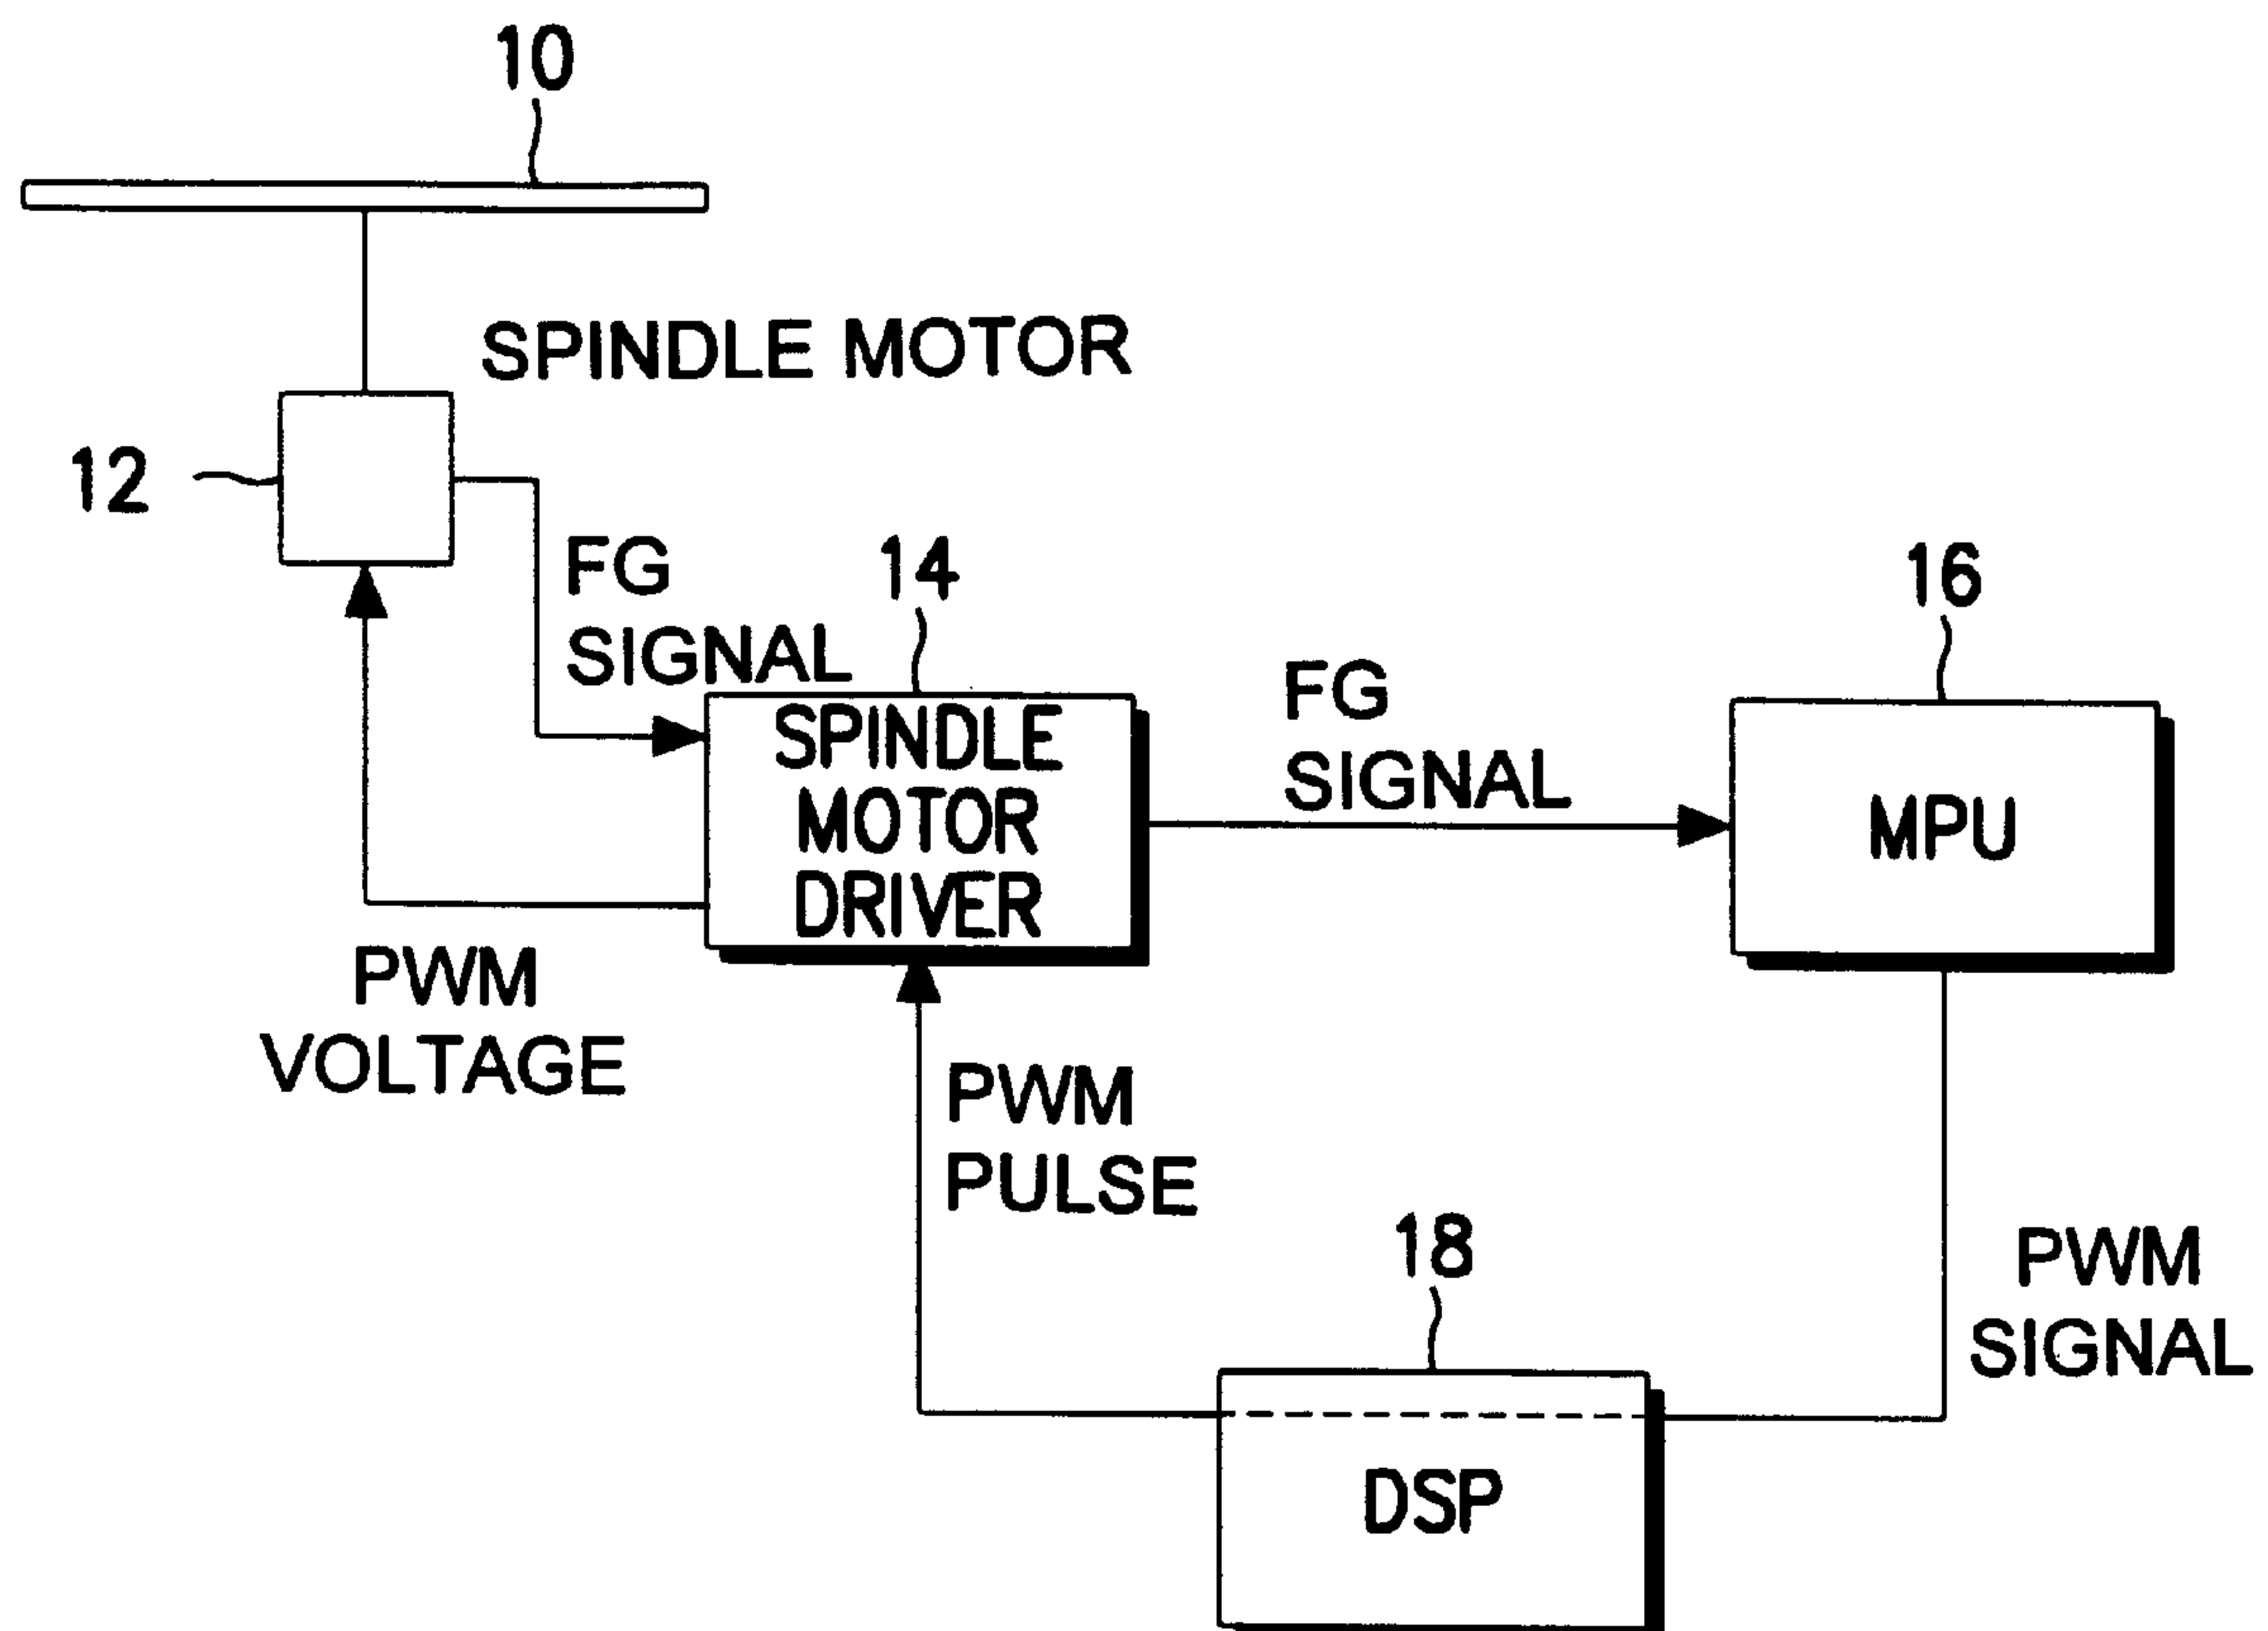 10
SPINDLE MOTOR
12
FG
SIGNAL
14
16
SPINDLE
MOTOR
DRIVER
FG
SIGNAL
MPU
PWM
VOLTAGE
PWM
PULSE
18
PWM
SIGNAL
DSP